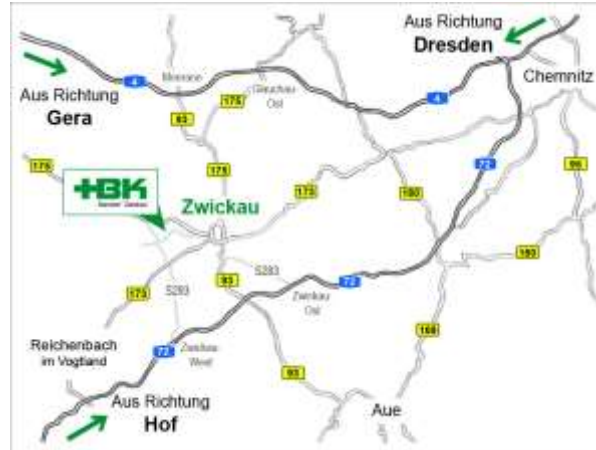 Aus Richtung
Dresden
Chemnitz
Meerane
4
Aus Richtung
Gera
175
Glauchau
Ost
4
93
72
175
175
95
173
HBK
180
Zwickau
S283
93
72
173
S293
Zwickau
Ost
Reichenbach
im Vogtland
72
Zwickau
West
93
Aus Richtung
Hof
Aue